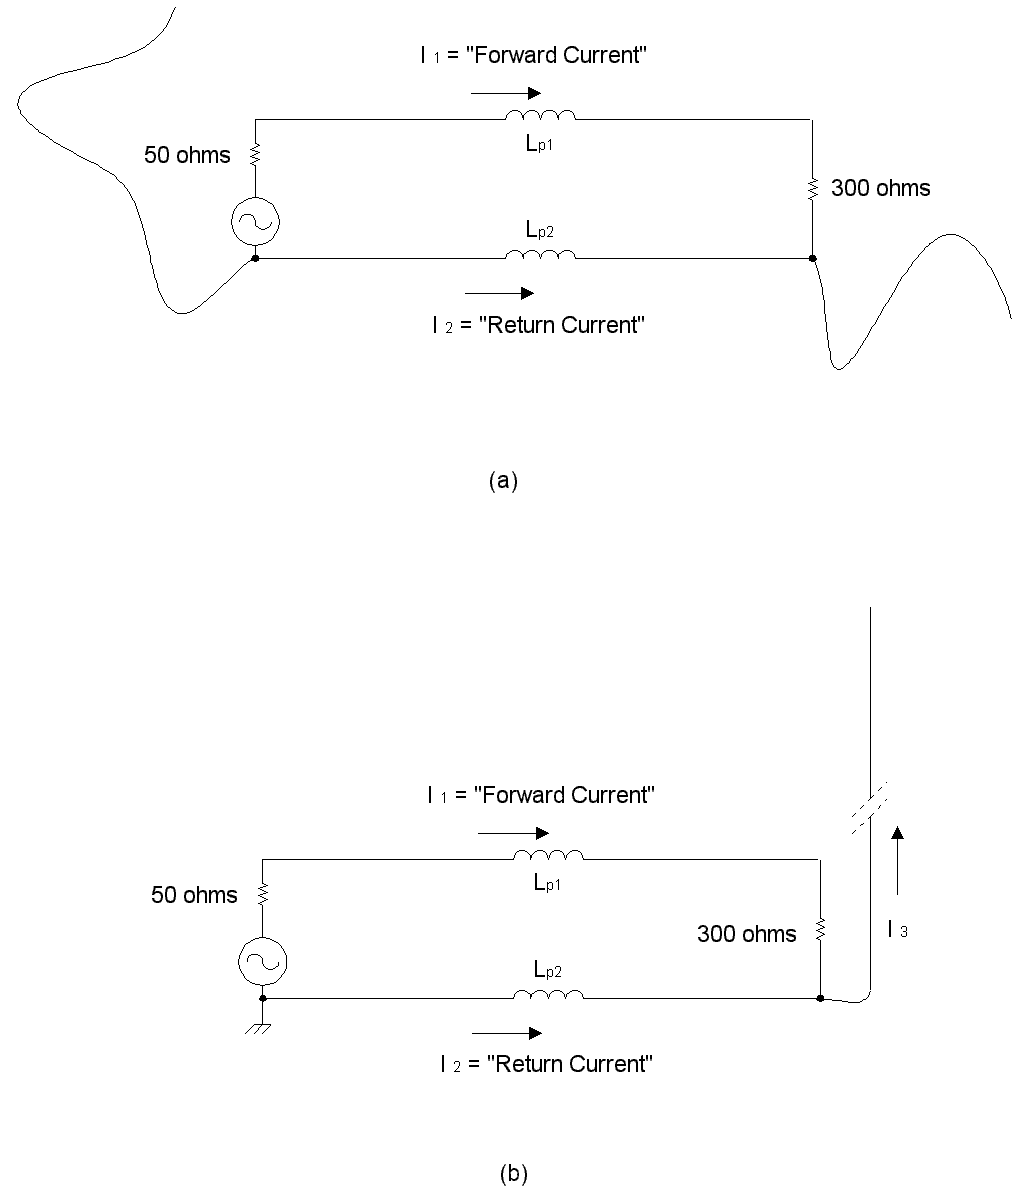 I 1 = "Forward Current"
Lp1
50 ohms
300 ohms
Lp2
I 2 = "Return Current"
(a)
I 1 = "Forward Current"
Lp1
50 ohms
300 ohms
I 3
Lp2
I 2 = "Return Current"
(b)